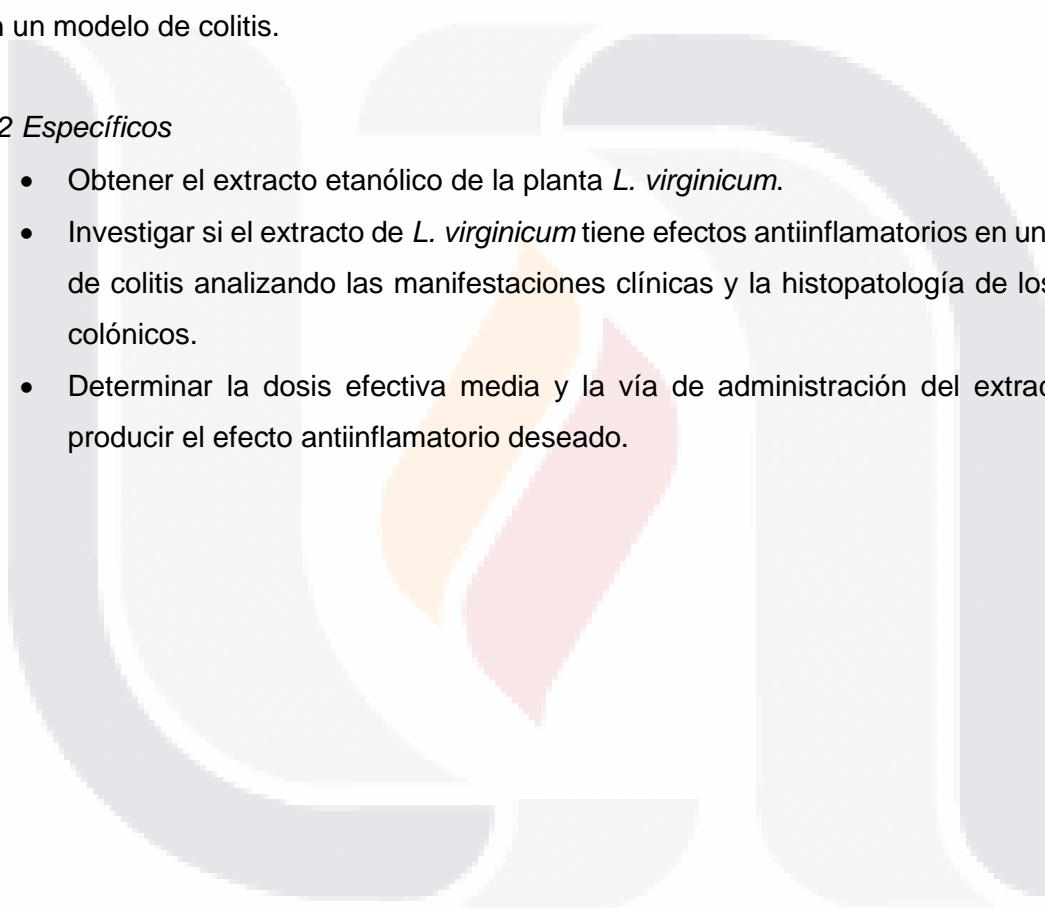 un modelo de colitis.
2 Específicos
• Obtener el extracto etanólico de la planta L. virginicum.
• Investigar si el extracto de L. virginicum tiene efectos antiinflamatorios en un
de colitis analizando las manifestaciones clínicas y la histopatología de los
colónicos.
• Determinar la dosis efectiva media y la vía de administración del extrac
producir el efecto antiinflamatorio deseado.